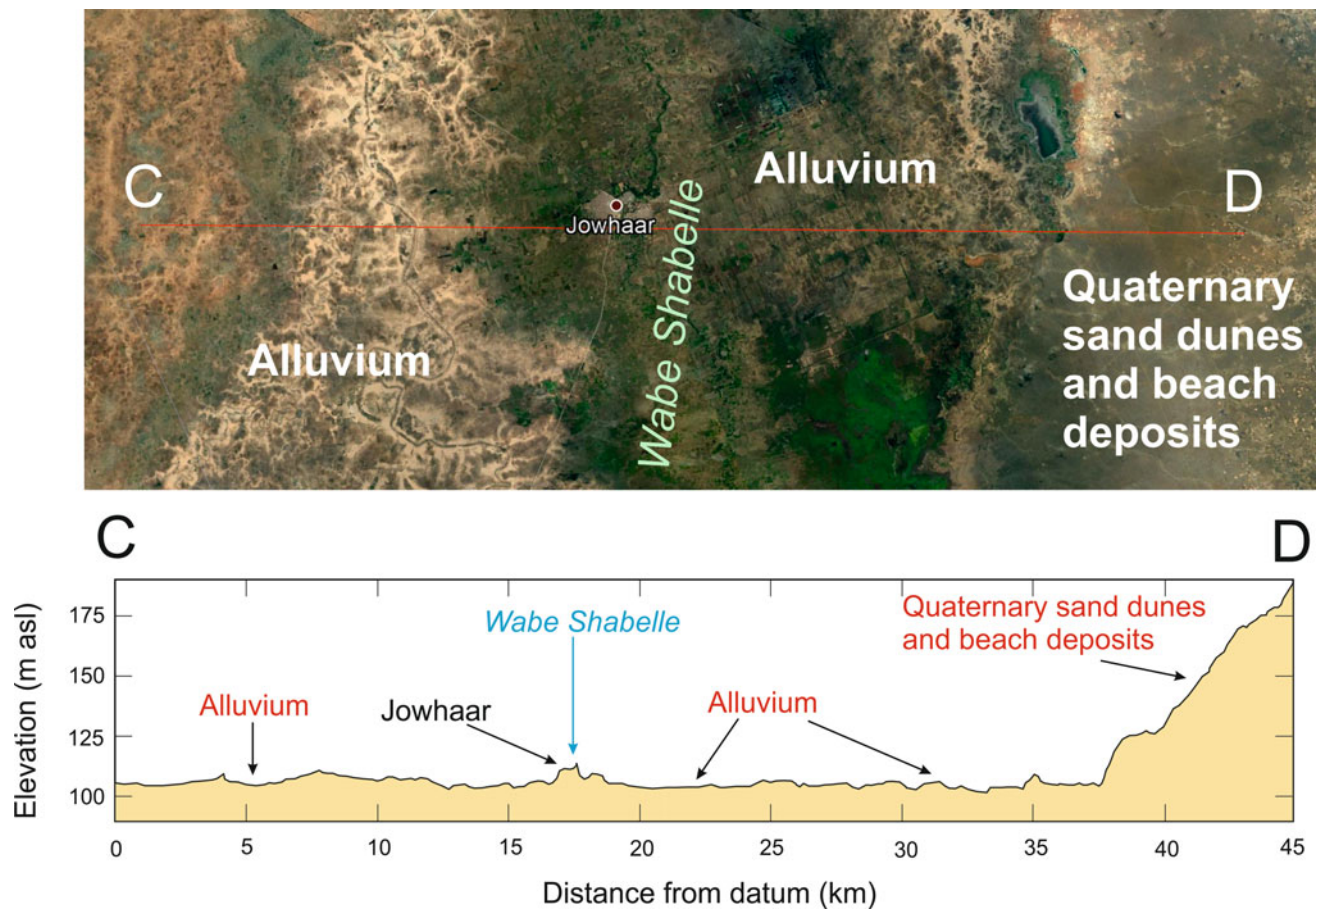 Alluvium
C
D
Jowhaar
Wabe Shabelle
Quaternary
sand dunes
and beach
deposits
Alluvium
C
D
Elevation (m asl)
175
150
125
100
Quaternary sand dunes
and beach deposits
Wabe Shabelle
Alluvium
Jowhaar
Alluvium
0
5
10
15
20
25
30
35
40
45
Distance from datum (km)